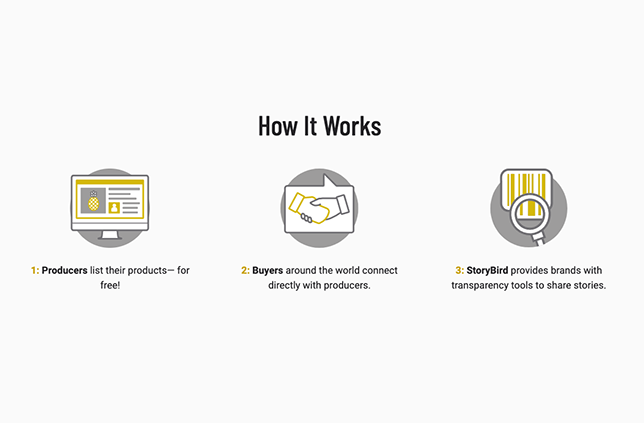 How It Works
1: Producers list their products— for
free!
2: Buyers around the world connect
directly with producers.
3: StoryBird provides brands with
transparency tools to share stories.